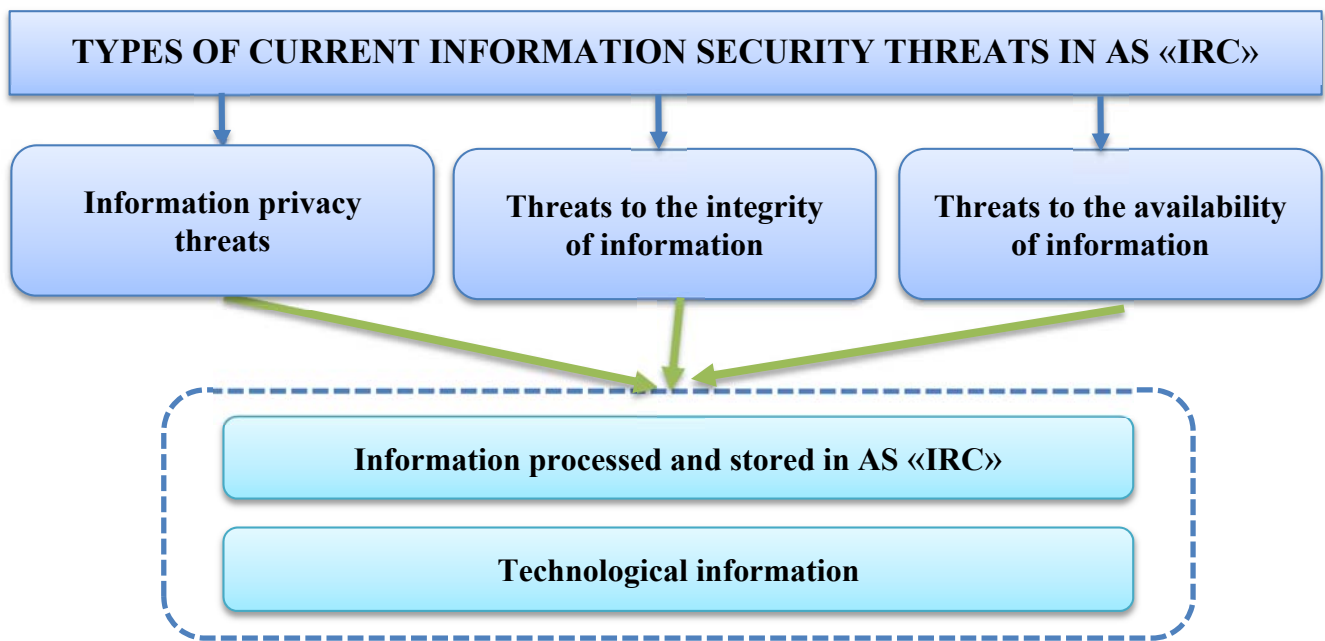 TYPES OF CURRENT INFORMATION SECURITY THREATS IN AS «IRC»
Information privacy
threats
Threats to the integrity
of information
Threats to the availability
of information
Information processed and stored in AS «IRC»
Technological information